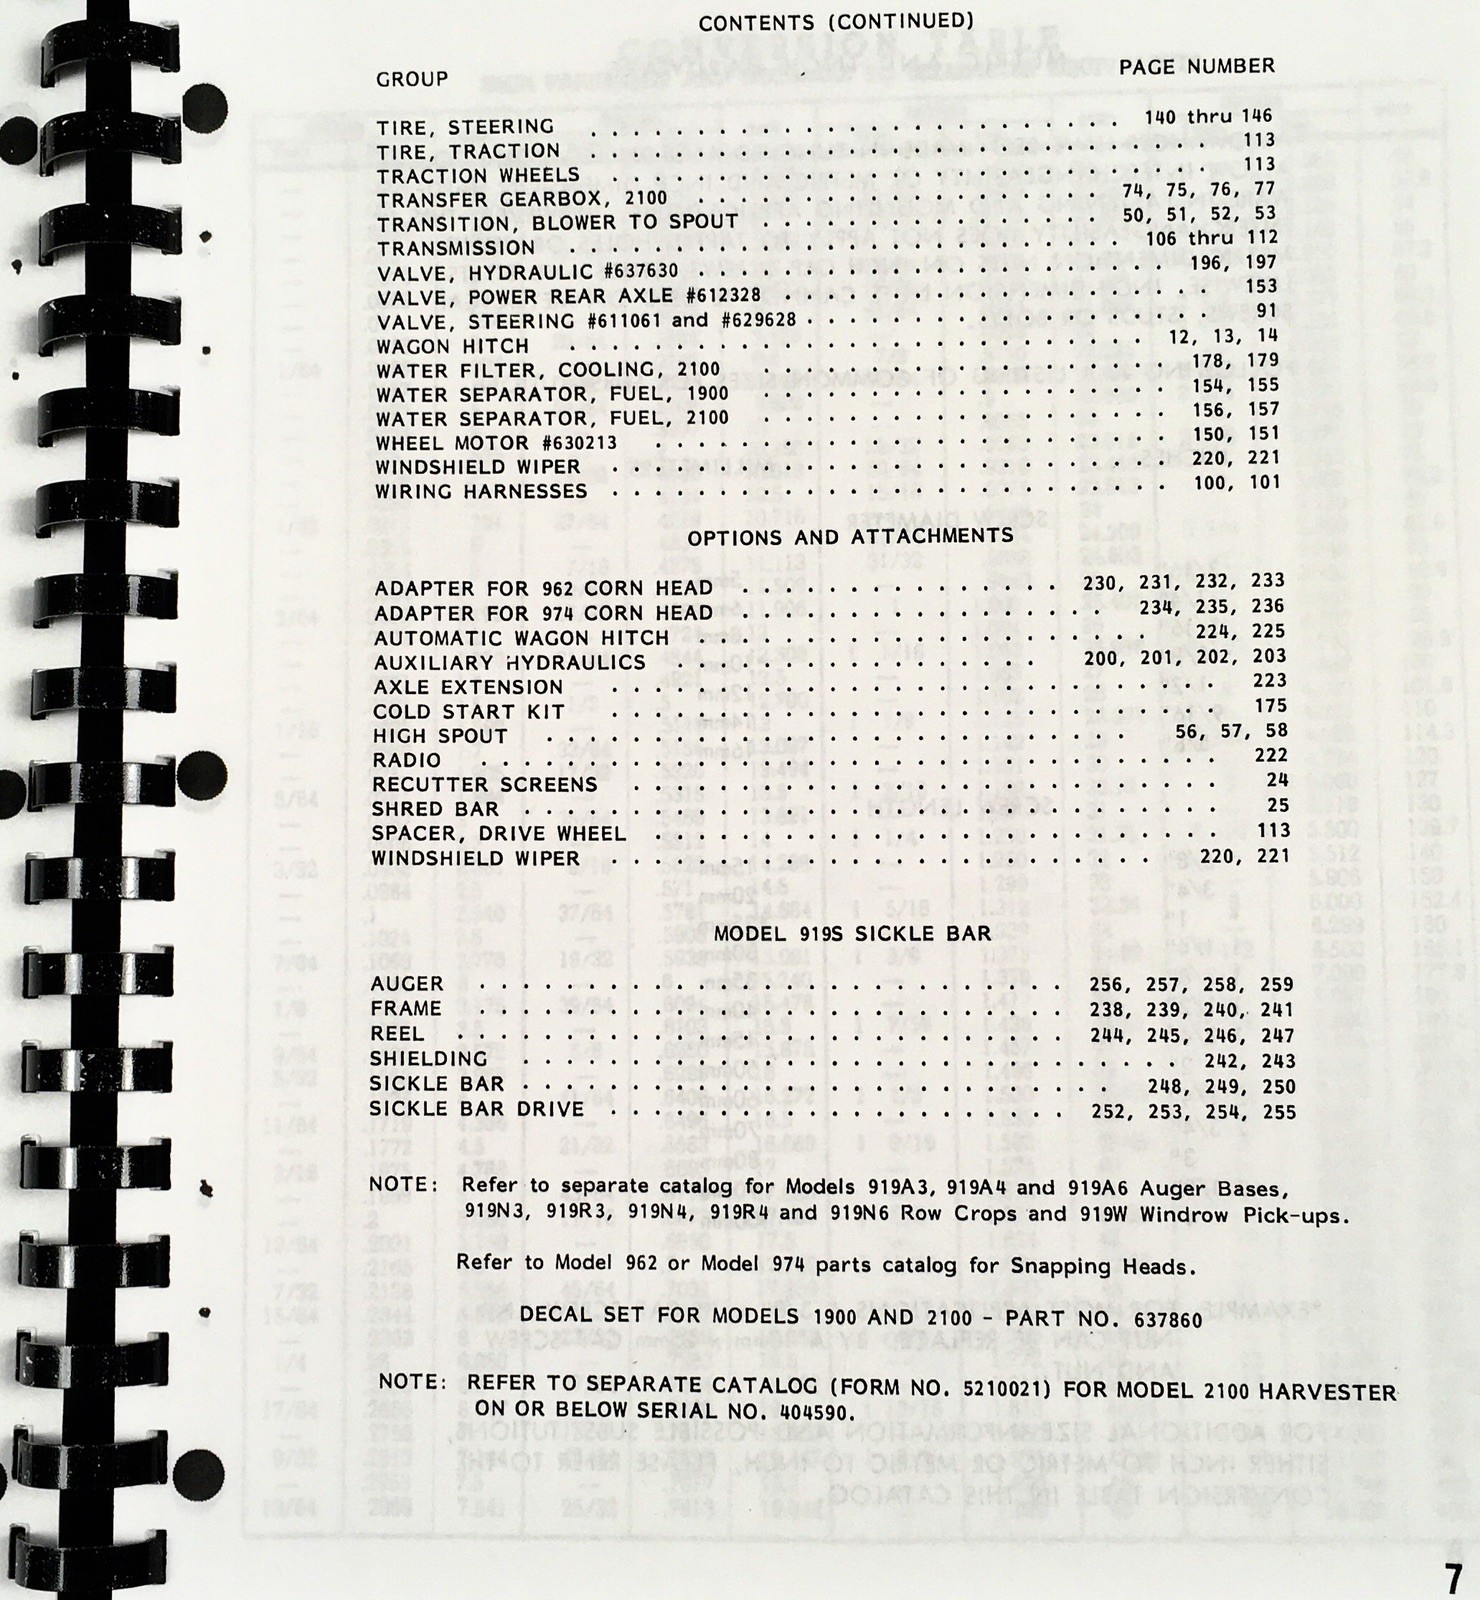 CONTENTS (CONTINUED)
GROUP PAGE NUMBER
TIRE, STEERING . . . . . . . . . . . . . . . . . . . . . . . . . 140 thru 146
TIRE, TRACTION . . . . . . . . . . . . . . . . . . . . . . . . . . . . . 113
TRACTION WHEELS . . . . . . . . . . . . . . . . . . . . . . . . . . . . 113
TRANSFER GEARBOX, 2100 . . . . . . . . . . . . . . . . . . . . 74, 75, 76, 77
TRANSITION, BLOWER TO SPOUT . . . . . . . . . . . . . . . . . 50, 51, 52, 53
TRANSMISSION . . . . . . . . . . . . . . . . . . . . . . . . . . 106 thru 112
VALVE, HYDRAULIC #637630 . . . . . . . . . . . . . . . . . . . . . . 196, 197
VALVE, POWER REAR AXLE #612328 . . . . . . . . . . . . . . . . . . . . 153
VALVE, STEERING #611061 and #629628 . . . . . . . . . . . . . . . . . . . 91
WAGON HITCH . . . . . . . . . . . . . . . . . . . . . . . . . . . 12, 13, 14
WATER FILTER, COOLING, 2100 . . . . . . . . . . . . . . . . . . . 178, 179
WATER SEPARATOR, FUEL, 1900 . . . . . . . . . . . . . . . . . . . 154, 155
WATER SEPARATOR, FUEL, 2100 . . . . . . . . . . . . . . . . . . . 156, 157
WHEEL MOTOR #630213 . . . . . . . . . . . . . . . . . . . . . . . . 150, 151
WINDSHIELD WIPER . . . . . . . . . . . . . . . . . . . . . . . . . . 220, 221
WIRING HARNESSES . . . . . . . . . . . . . . . . . . . . . . . . . . 100, 101
OPTIONS AND ATTACHMENTS
ADAPTER FOR 962 CORN HEAD . . . . . . . . . . . . . . . 230, 231, 232, 233
ADAPTER FOR 974 CORN HEAD . . . . . . . . . . . . . . . . . 234, 235, 236
AUTOMATIC WAGON HITCH . . . . . . . . . . . . . . . . . . . . . 224, 225
AUXILIARY HYDRAULICS . . . . . . . . . . . . . . . . . 200, 201, 202, 203
AXLE EXTENSION . . . . . . . . . . . . . . . . . . . . . . . . . . . . 223
COLD START KIT . . . . . . . . . . . . . . . . . . . . . . . . . . . . 175
HIGH SPOUT . . . . . . . . . . . . . . . . . . . . . . . . . . . 56, 57, 58
RADIO . . . . . . . . . . . . . . . . . . . . . . . . . . . . . . . . . . 222
RECUTTER SCREENS . . . . . . . . . . . . . . . . . . . . . . . . . . . 24
SHRED BAR . . . . . . . . . . . . . . . . . . . . . . . . . . . . . . . . 25
SPACER, DRIVE WHEEL . . . . . . . . . . . . . . . . . . . . . . . . . . 113
WINDSHIELD WIPER . . . . . . . . . . . . . . . . . . . . . . . . . 220, 221
MODEL 919S SICKLE BAR
AUGER . . . . . . . . . . . . . . . . . . . . . . . . . . . 256, 257, 258, 259
FRAME . . . . . . . . . . . . . . . . . . . . . . . . . . . 238, 239, 240, 241
REEL . . . . . . . . . . . . . . . . . . . . . . . . . . . . 244, 245, 246, 247
SHIELDING . . . . . . . . . . . . . . . . . . . . . . . . . . . . . . 242, 243
SICKLE BAR . . . . . . . . . . . . . . . . . . . . . . . . . . . 248, 249, 250
SICKLE BAR DRIVE . . . . . . . . . . . . . . . . . . . . . 252, 253, 254, 255
NOTE: Refer to separate catalog for Models 919A3, 919A4 and 919A6 Auger Bases,
919N3, 919R3, 919N4, 919R4 and 919N6 Row Crops and 919W Windrow Pick-ups.
Refer to Model 962 or Model 974 parts catalog for Snapping Heads.
DECAL SET FOR MODELS 1900 AND 2100 - PART NO. 637860
NOTE: REFER TO SEPARATE CATALOG (FORM NO. 5210021) FOR MODEL 2100 HARVESTER
ON OR BELOW SERIAL NO. 404590.
7